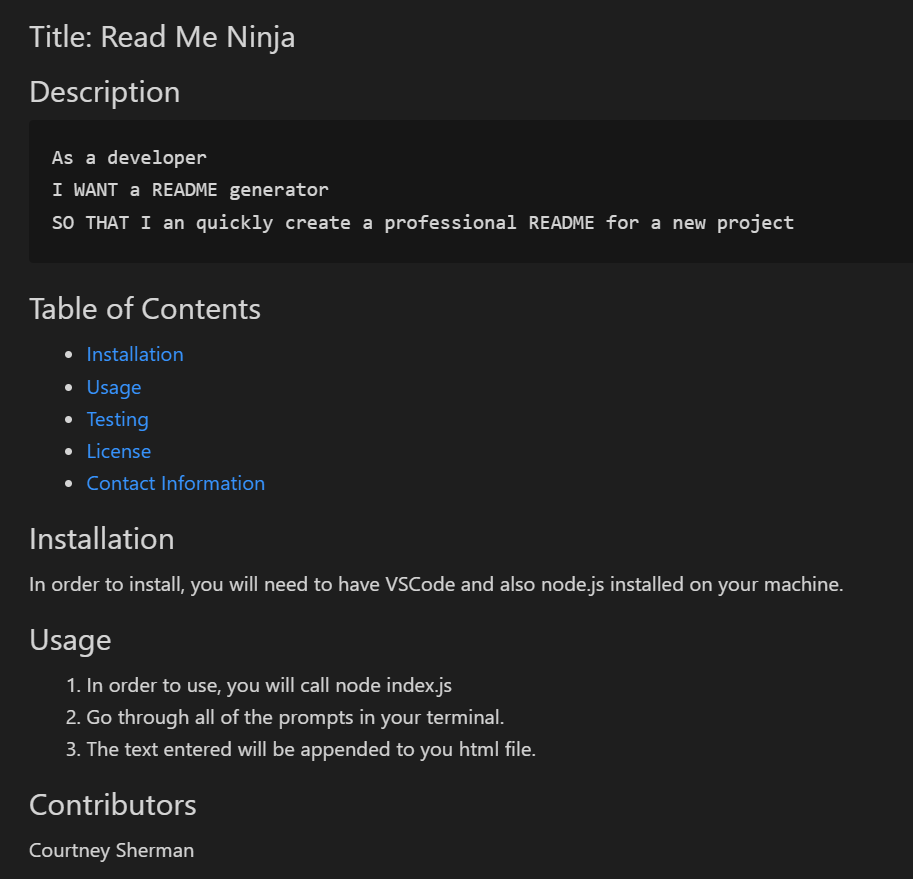 Title: Read Me Ninja
Description
As a developer
I WANT a README generator
SO THAT I an quickly create a professional README for a new project
Table of Contents
• Installation
• Usage
• Testing
• License
• Contact Information
Installation
In order to install, you will need to have VSCode and also node.js installed on your machine.
Usage
1. In order to use, you will call node index.js
2. Go through all of the prompts in your terminal.
3. The text entered will be appended to you html file.
Contributors
Courtney Sherman